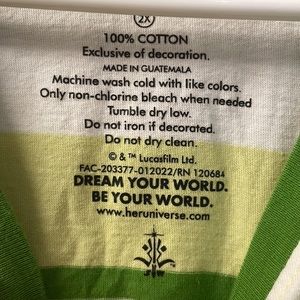 2X
100% COTTON
Exclusive of decoration.
MADE IN GUATEMALA
Machine wash cold with like colors.
Only non-chlorine bleach when needed
Tumble dry low.
Do not iron if decorated.
Do not dry clean.
© & ™ Lucasfilm Ltd.
FAC-203377-012022/RN 120684
DREAM YOUR WORLD.
BE YOUR WORLD.
www.heruniverse.com